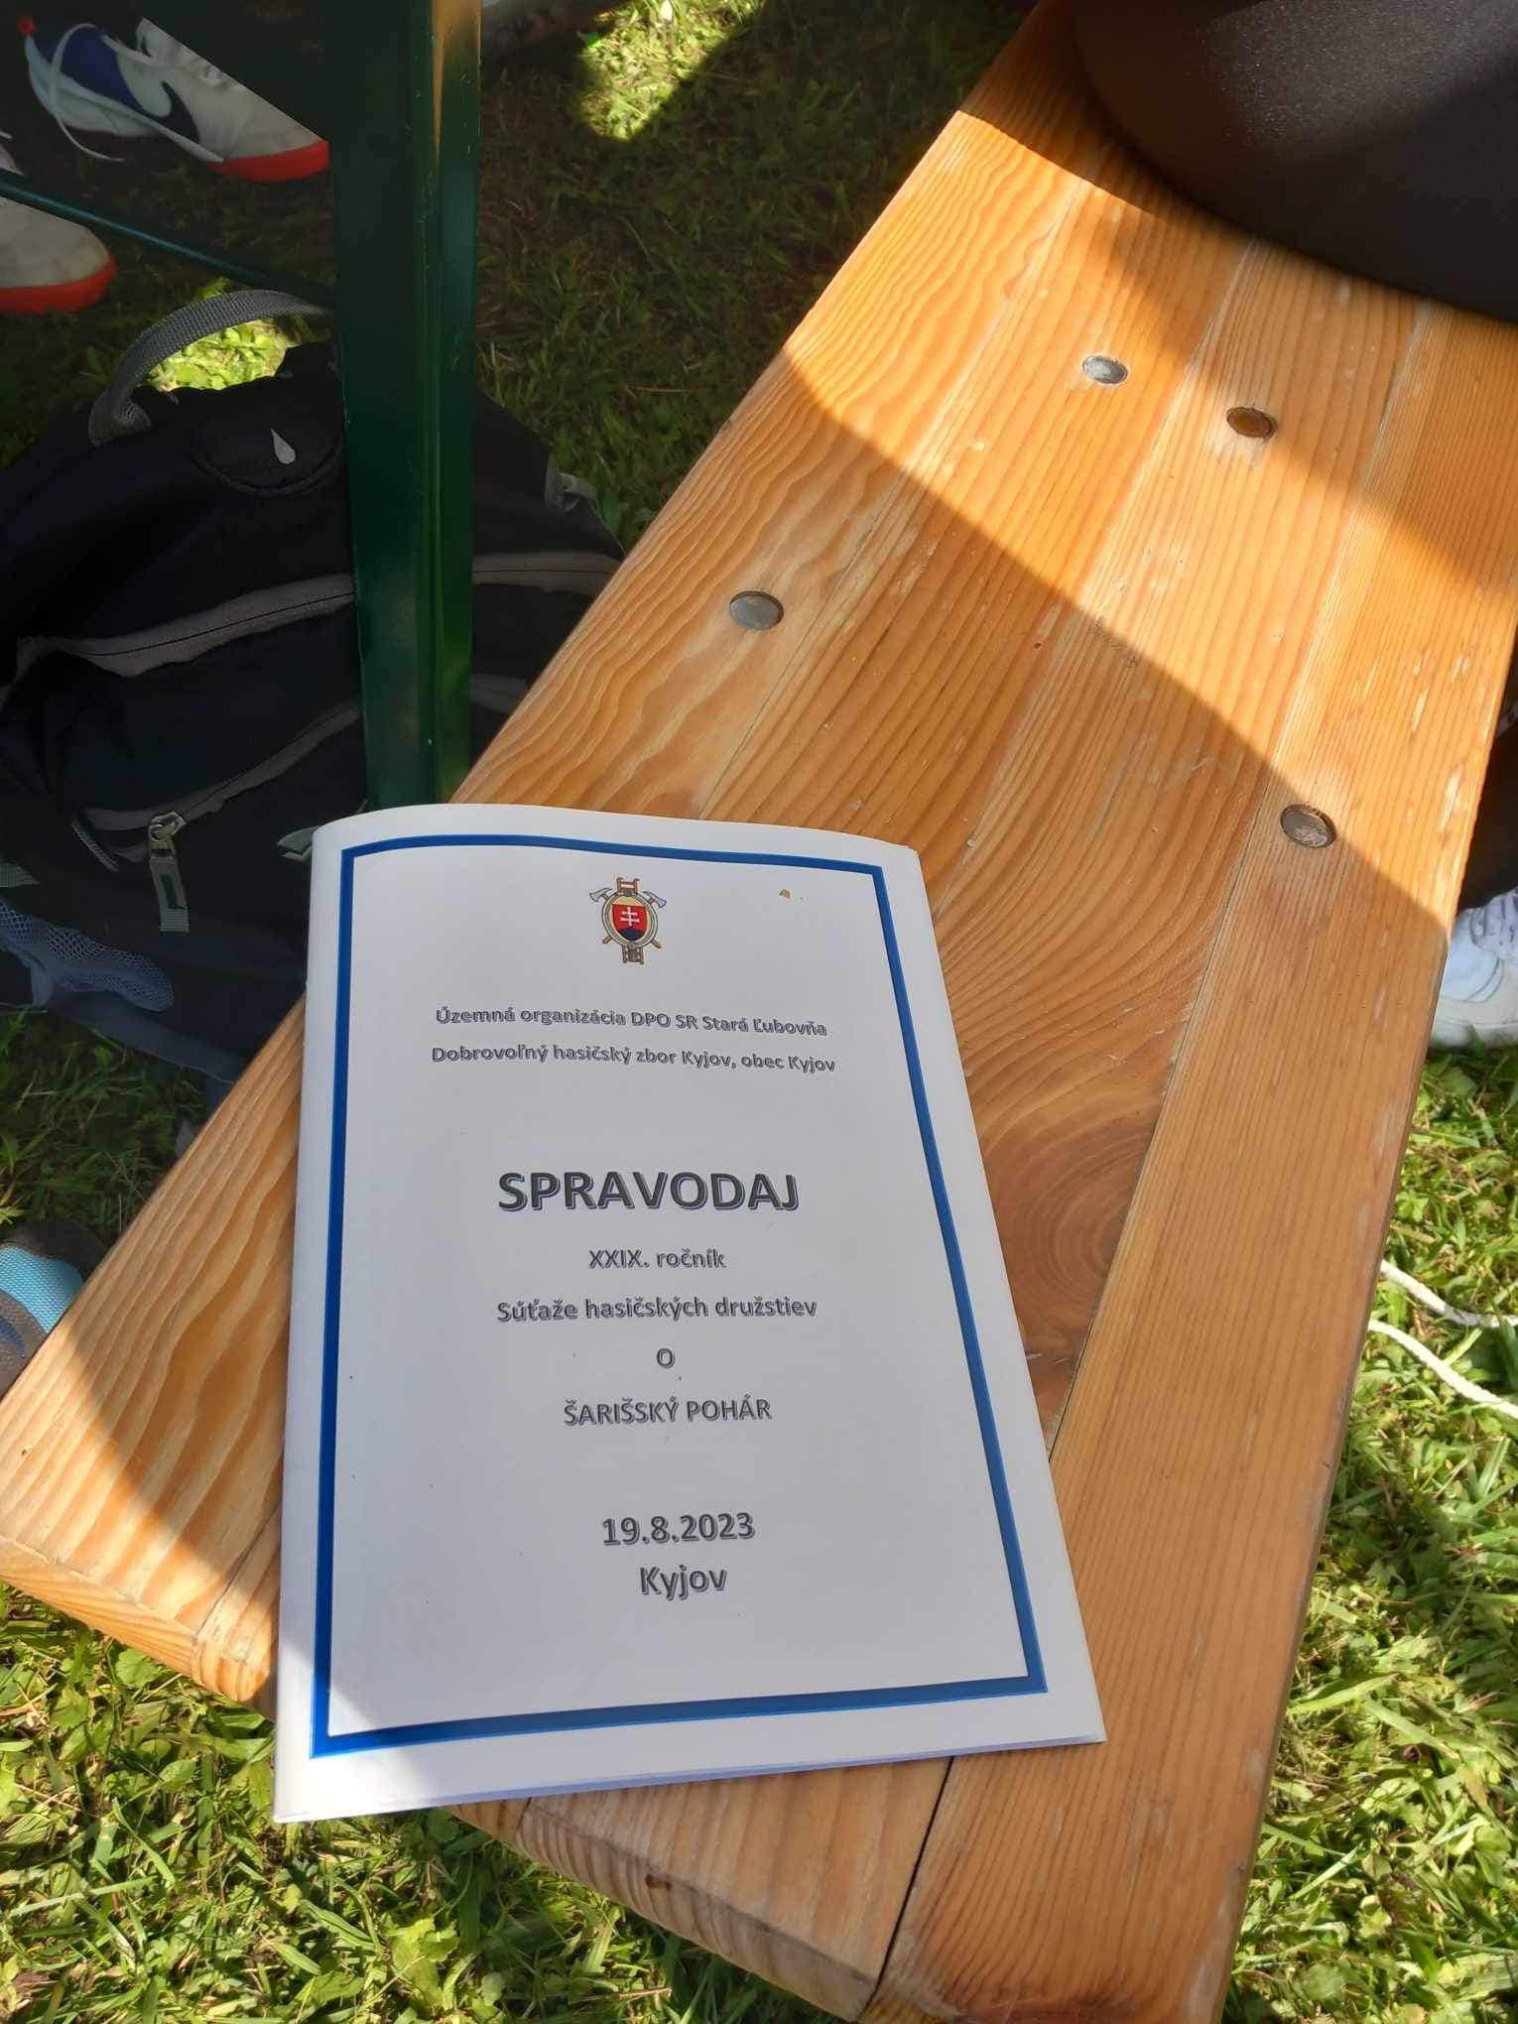 Územná organizácia DPO SR Stará Ľubovňa
Dobrovoľný hasičský zbor Kyjov, obec Kyjov
SPRAVODAJ
XXIX. ročník
Súťaže hasičských družstiev
O
ŠARIŠSKÝ POHÁR
19.8.2023
Kyjov